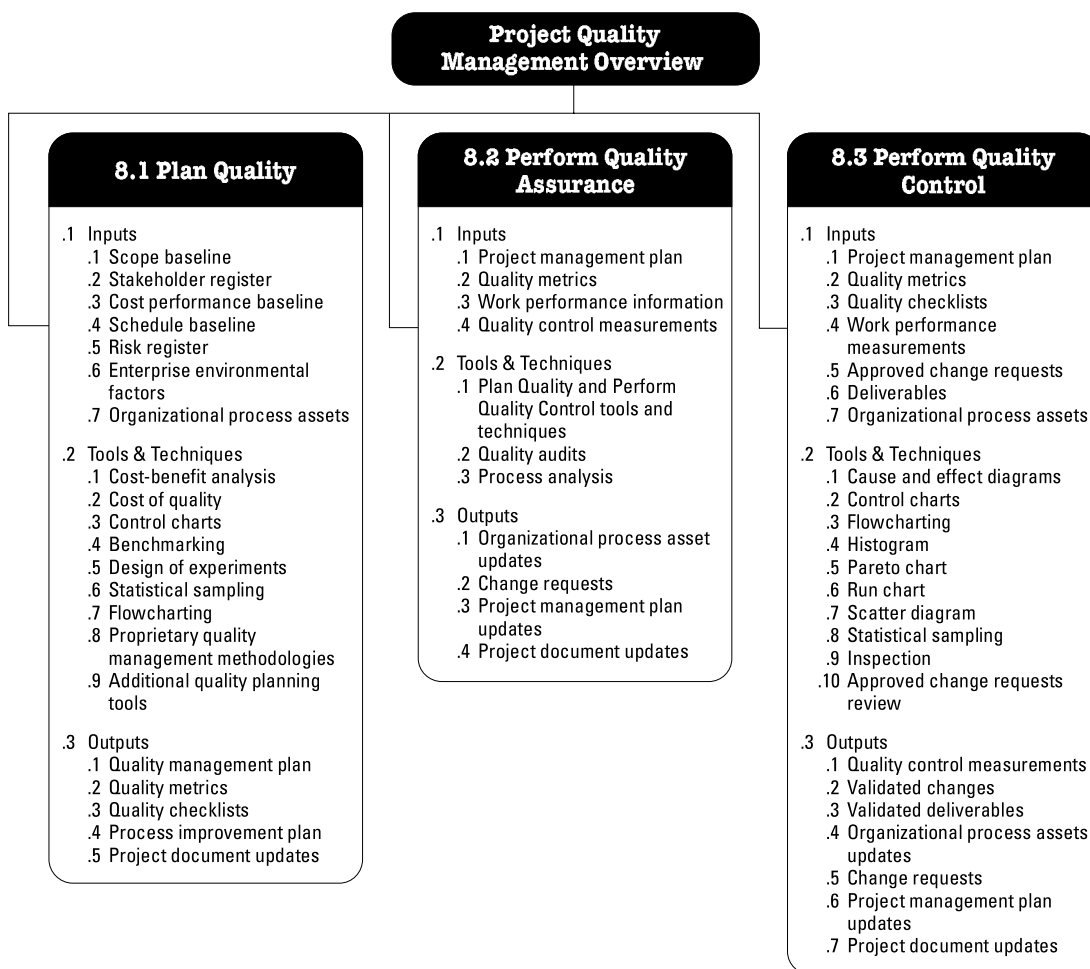 Project Quality
Management Overview
8.1 Plan Quality
.1 Inputs
.1 Scope baseline
.2 Stakeholder register
.3 Cost performance baseline
.4 Schedule baseline
.5 Risk register
.6 Enterprise environmental
factors
.7 Organizational process assets
.2 Tools & Techniques
.1 Cost-benefit analysis
.2 Cost of quality
.3 Control charts
.4 Benchmarking
.5 Design of experiments
.6 Statistical sampling
.7 Flowcharting
.8 Proprietary quality
management methodologies
.9 Additional quality planning
tools
.3 Outputs
.1 Quality management plan
.2 Quality metrics
.3 Quality checklists
.4 Process improvement plan
.5 Project document updates
8.2 Perform Quality
Assurance
.1 Inputs
.1 Project management plan
.2 Quality metrics
.3 Work performance information
.4 Quality control measurements
.2 Tools & Techniques
.1 Plan Quality and Perform
Quality Control tools and
techniques
.2 Quality audits
.3 Process analysis
.3 Outputs
.1 Organizational process asset
updates
.2 Change requests
.3 Project management plan
updates
.4 Project document updates
8.3 Perform Quality
Control
.1 Inputs
.1 Project management plan
.2 Quality metrics
.3 Quality checklists
.4 Work performance
measurements
.5 Approved change requests
.6 Deliverables
.7 Organizational process assets
.2 Tools & Techniques
.1 Cause and effect diagrams
.2 Control charts
.3 Flowcharting
.4 Histogram
.5 Pareto chart
.6 Run chart
.7 Scatter diagram
.8 Statistical sampling
.9 Inspection
.10 Approved change requests
review
.3 Outputs
.1 Quality control measurements
.2 Validated changes
.3 Validated deliverables
.4 Organizational process assets
updates
.5 Change requests
.6 Project management plan
updates
.7 Project document updates